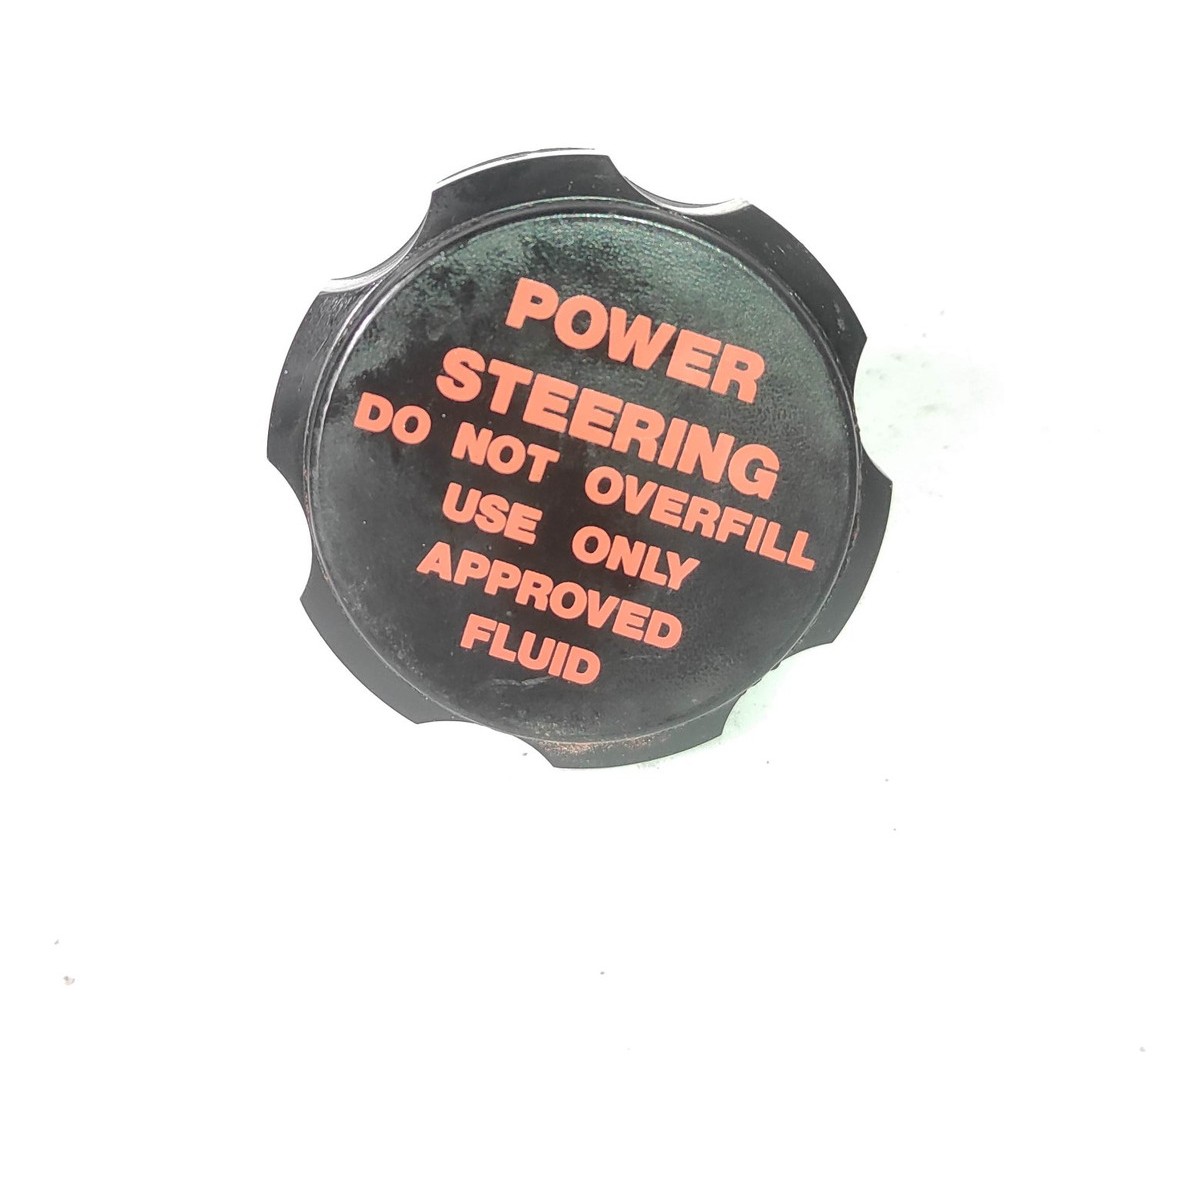 POWER
STEERING
DO NOT OVERFILL
USE ONLY
APPROVED
FLUID